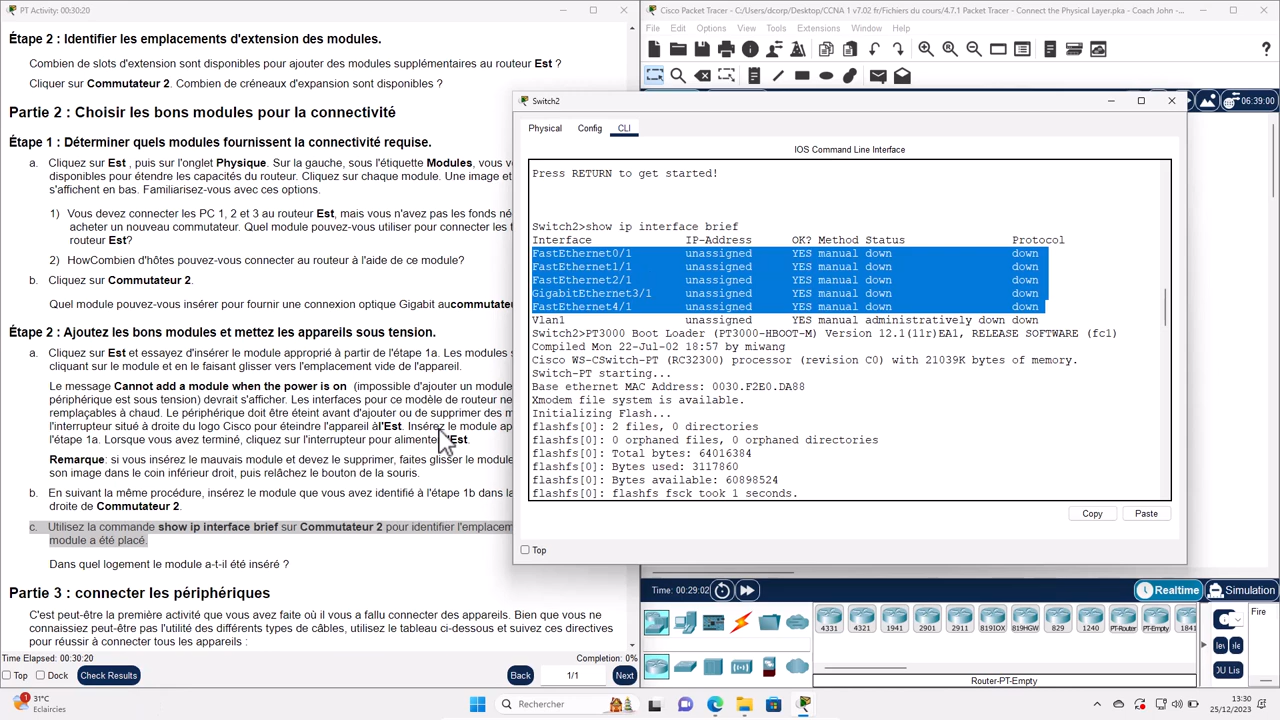 PT Activity: 00:30:20
Étape 2 : Identifier les emplacements d'extension des modules.
Combien de slots d'extension sont disponibles pour ajouter des modules supplémentaires au routeur Est ?
Cliquez sur Commutateur 2. Combien de créneaux d'expansion sont disponibles ?
Partie 2 : Choisir les bons modules pour la connectivité
Étape 1 : Déterminer quels modules fournissent la connectivité requise.
a. Cliquez sur Est , puis sur l'onglet Physique. Sur la gauche, sous l'étiquette Modules, vous v
disponibles pour étendre les capacités du routeur. Cliquez sur chaque module. Une image et
s'affichent en bas. Familiarisez-vous avec ces options.
1) Vous devez connecter les PC 1, 2 et 3 au routeur Est, mais vous n'avez pas les fonds né
acheter un nouveau commutateur. Quel module pouvez-vous utiliser pour connecter les t
routeur Est?
2) HowCom d'hôtes pouvez-vous connecter au routeur à l'aide de ce module?
b. Cliquez sur Commutateur 2.
Quel module pouvez-vous insérer pour fournir une connexion optique Gigabit aucommutate
Étape 2 : Ajoutez les bons modules et mettez les appareils sous tension.
a. Cliquez sur Est et essayez d'insérer le module approprié à partir de l'étape 1a. Les modules s
cliquant sur le module et en le faisant glisser vers l'emplacement vide de l'appareil.
Le message Cannot add a module when the power is on (impossible d'ajouter un module
périphérique est sous tension) devrait s'afficher. Les interfaces pour ce modèle de routeur ne
remplaçables à chaud. Le périphérique doit être éteint avant d'ajouter ou de supprimer des m
l'interrupteur situé à droite du logo Cisco pour éteindre l'appareil àl'Est. Insérez le module ap
l'étape 1a. Lorsque vous avez terminé, cliquez sur l'interrupteur pour alimenter l'Est.
Remarque: si vous insérez le mauvais module et devez le supprimer, faites glisser le module
son image dans le coin inférieur droit, puis relâchez le bouton de la souris.
b. En suivant la même procédure, insérez le module que vous avez identifié à l'étape 1b dans la
droite de Commutateur 2.
c. Utilisez la commande show ip interface brief sur Commutateur 2 pour identifier l'emplacem
module a été placé.
Dans quel logement le module a-t-il été inséré ?
Partie 3 : connecter les périphériques
C'est peut-être la première activité que vous avez faite où il vous a fallu connecter des appareils. Bien que vous ne
connaissiez peut-être pas l'utilité des différents types de câbles, utilisez le tableau ci-dessous et suivez ces directives
pour réussir à connecter tous les appareils :
Time Elapsed: 00:30:20 Completion: 0%
Top Dock Check Results Back 1/1 Next
Cisco Packet Tracer - C:/Users/dcorp/Desktop/CCNA 1 v7.02 fr/Fichiers du cours/4.7.1 Packet Tracer - Connect the Physical Layer.pka - Coach John -
File Edit Options View Tools Extensions Window Help
06:39:00
Switch2
Physical Config CLI
IOS Command Line Interface
Press RETURN to get started!
Switch2>show ip interface brief
Interface IP-Address OK? Method Status Protocol
FastEthernet0/1 unassigned YES manual down down
FastEthernet1/1 unassigned YES manual down down
FastEthernet2/1 unassigned YES manual down down
GigabitEthernet3/1 unassigned YES manual down down
FastEthernet4/1 unassigned YES manual down down
Vlan1 unassigned YES manual administratively down down
Switch2>PT3000 Boot Loader (PT3000-HBOOT-M) Version 12.1(11r)EA1, RELEASE SOFTWARE (fc1)
Compiled Mon 22-Jul-02 18:57 by miwang
Cisco WS-CSwitch-PT (RC32300) processor (revision C0) with 21039K bytes of memory.
Switch-PT starting...
Base ethernet MAC Address: 0030.F2E0.DA88
Xmodem file system is available.
Initializing Flash...
flashfs[0]: 2 files, 0 directories
flashfs[0]: 0 orphaned files, 0 orphaned directories
flashfs[0]: Total bytes: 64016384
flashfs[0]: Bytes used: 3117860
flashfs[0]: Bytes available: 60898524
flashfs[0]: flashfs fsck took 1 seconds.
Copy Paste
Top
Time: 00:29:02 Realtime Simulation
4331 4321 1941 2901 2911 819IOX 819HGW 829 1240 PT-Router PT-Empty 1841
Fire
Router-PT-Empty
31°C
Eclaircies
Rechercher
13:30
25/12/2023